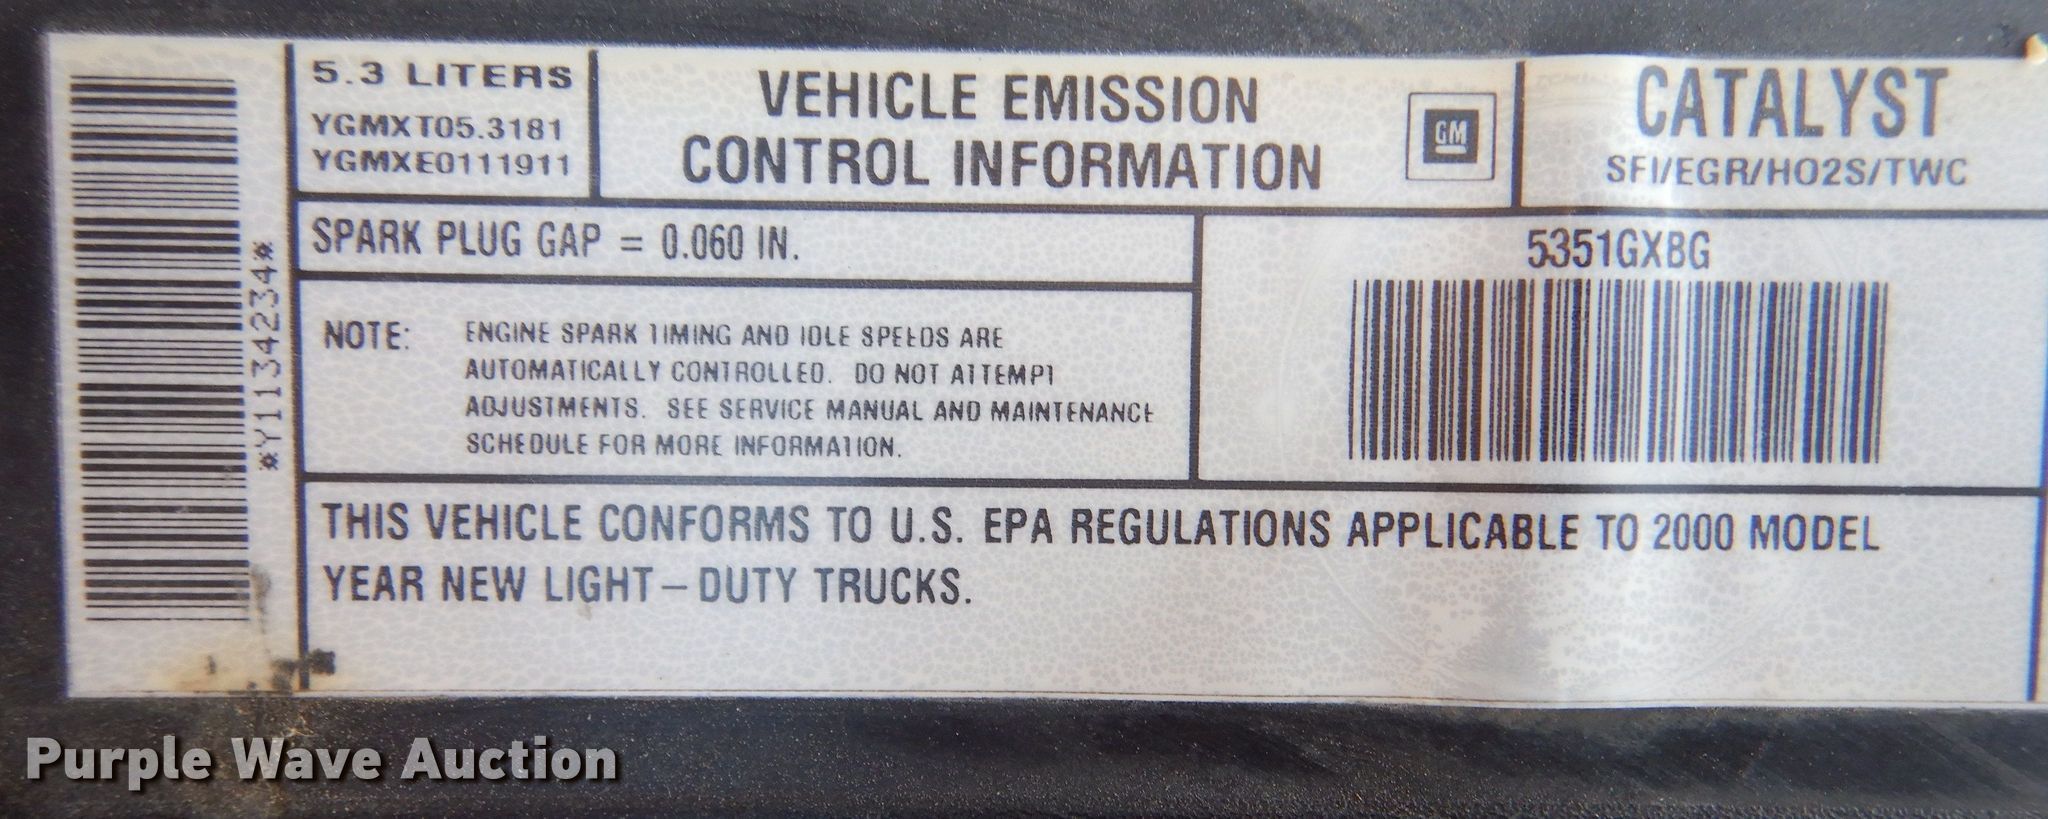 5.3 LITERS
YGMXT05.3181
YGMXE0111911
VEHICLE EMISSION
CONTROL INFORMATION
GM
CATALYST
SFI/EGR/HO2S/TWC
SPARK PLUG GAP = 0.060 IN.
5351GXBG
NOTE: ENGINE SPARK TIMING AND IDLE SPEEDS ARE
AUTOMATICALLY CONTROLLED. DO NOT ATTEMPT
ADJUSTMENTS. SEE SERVICE MANUAL AND MAINTENANCE
SCHEDULE FOR MORE INFORMATION.
*Y11342234*
THIS VEHICLE CONFORMS TO U.S. EPA REGULATIONS APPLICABLE TO 2000 MODEL
YEAR NEW LIGHT-DUTY TRUCKS.
Purple Wave Auction